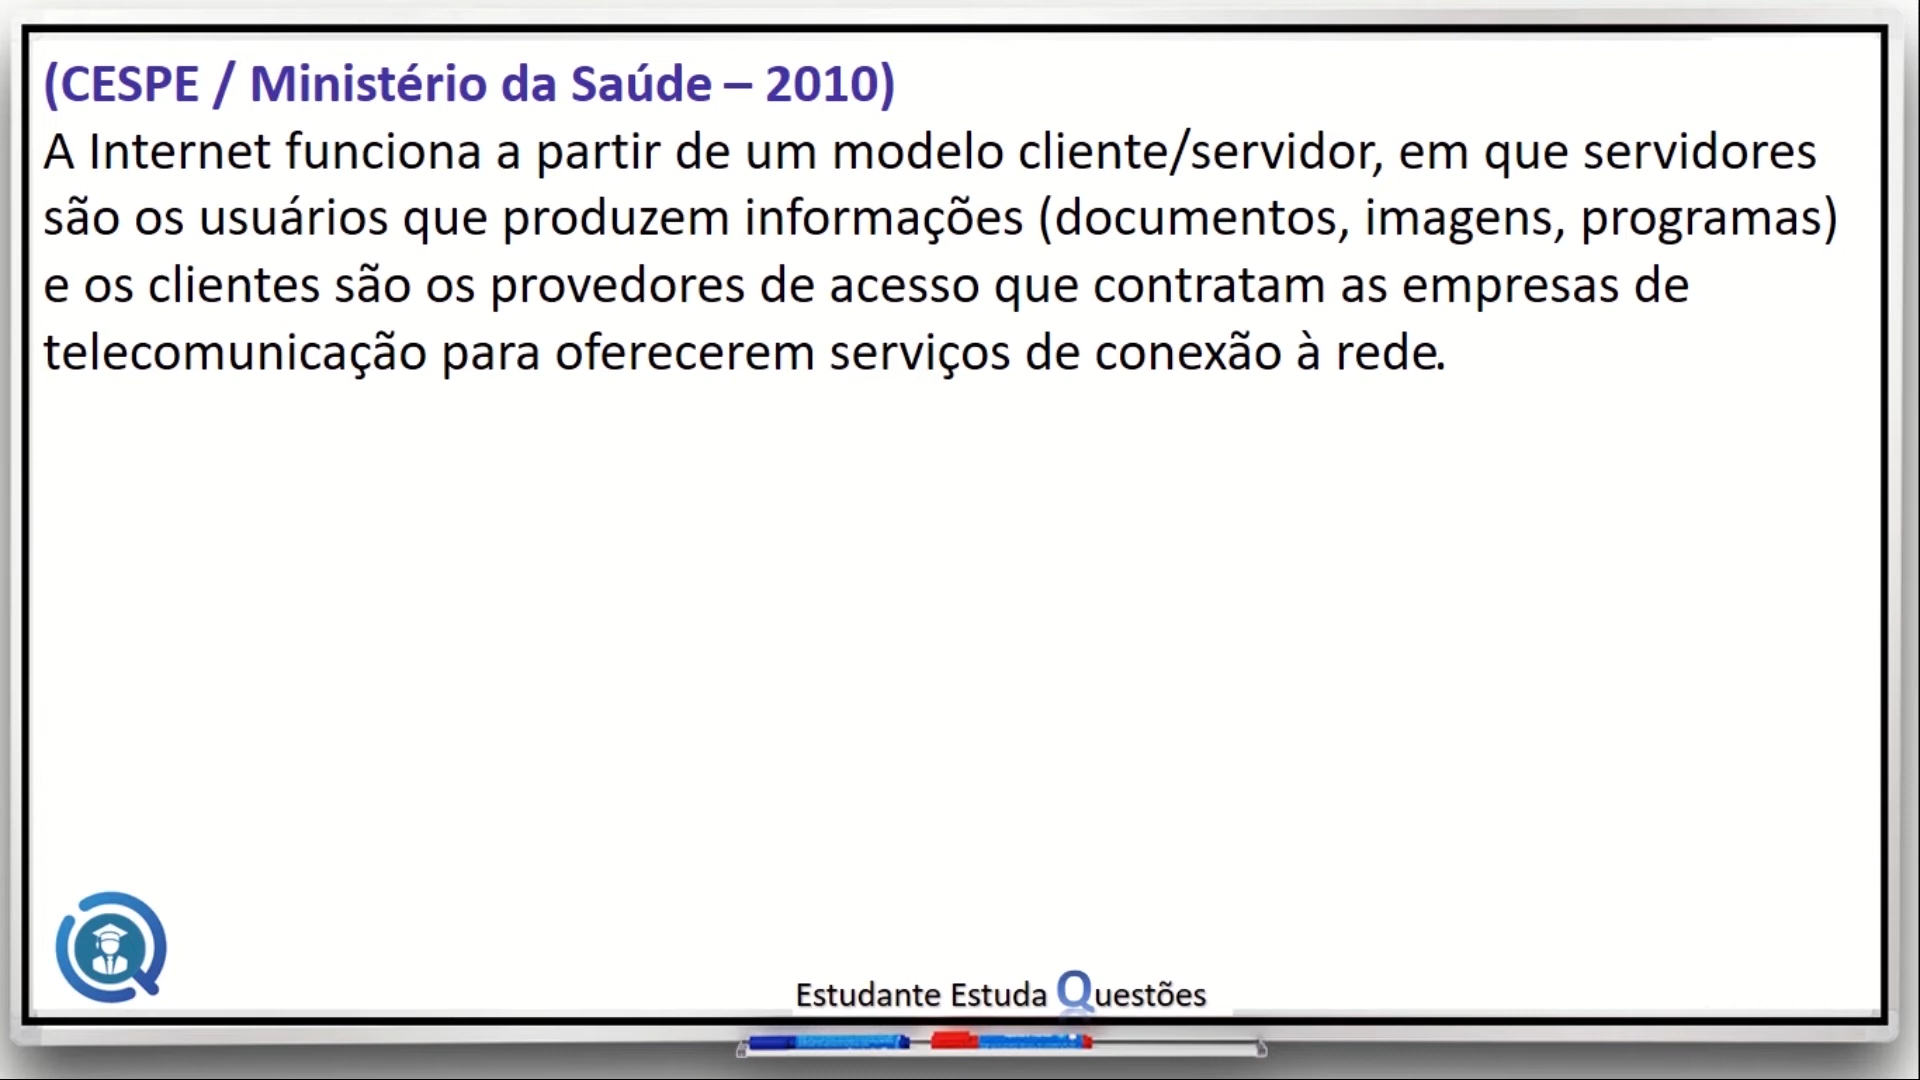 (CESPE / Ministério da Saúde – 2010)
A Internet funciona a partir de um modelo cliente/servidor, em que servidores
são os usuários que produzem informações (documentos, imagens, programas)
e os clientes são os provedores de acesso que contratam as empresas de
telecomunicação para oferecerem serviços de conexão à rede.
Estudante Estuda Questões